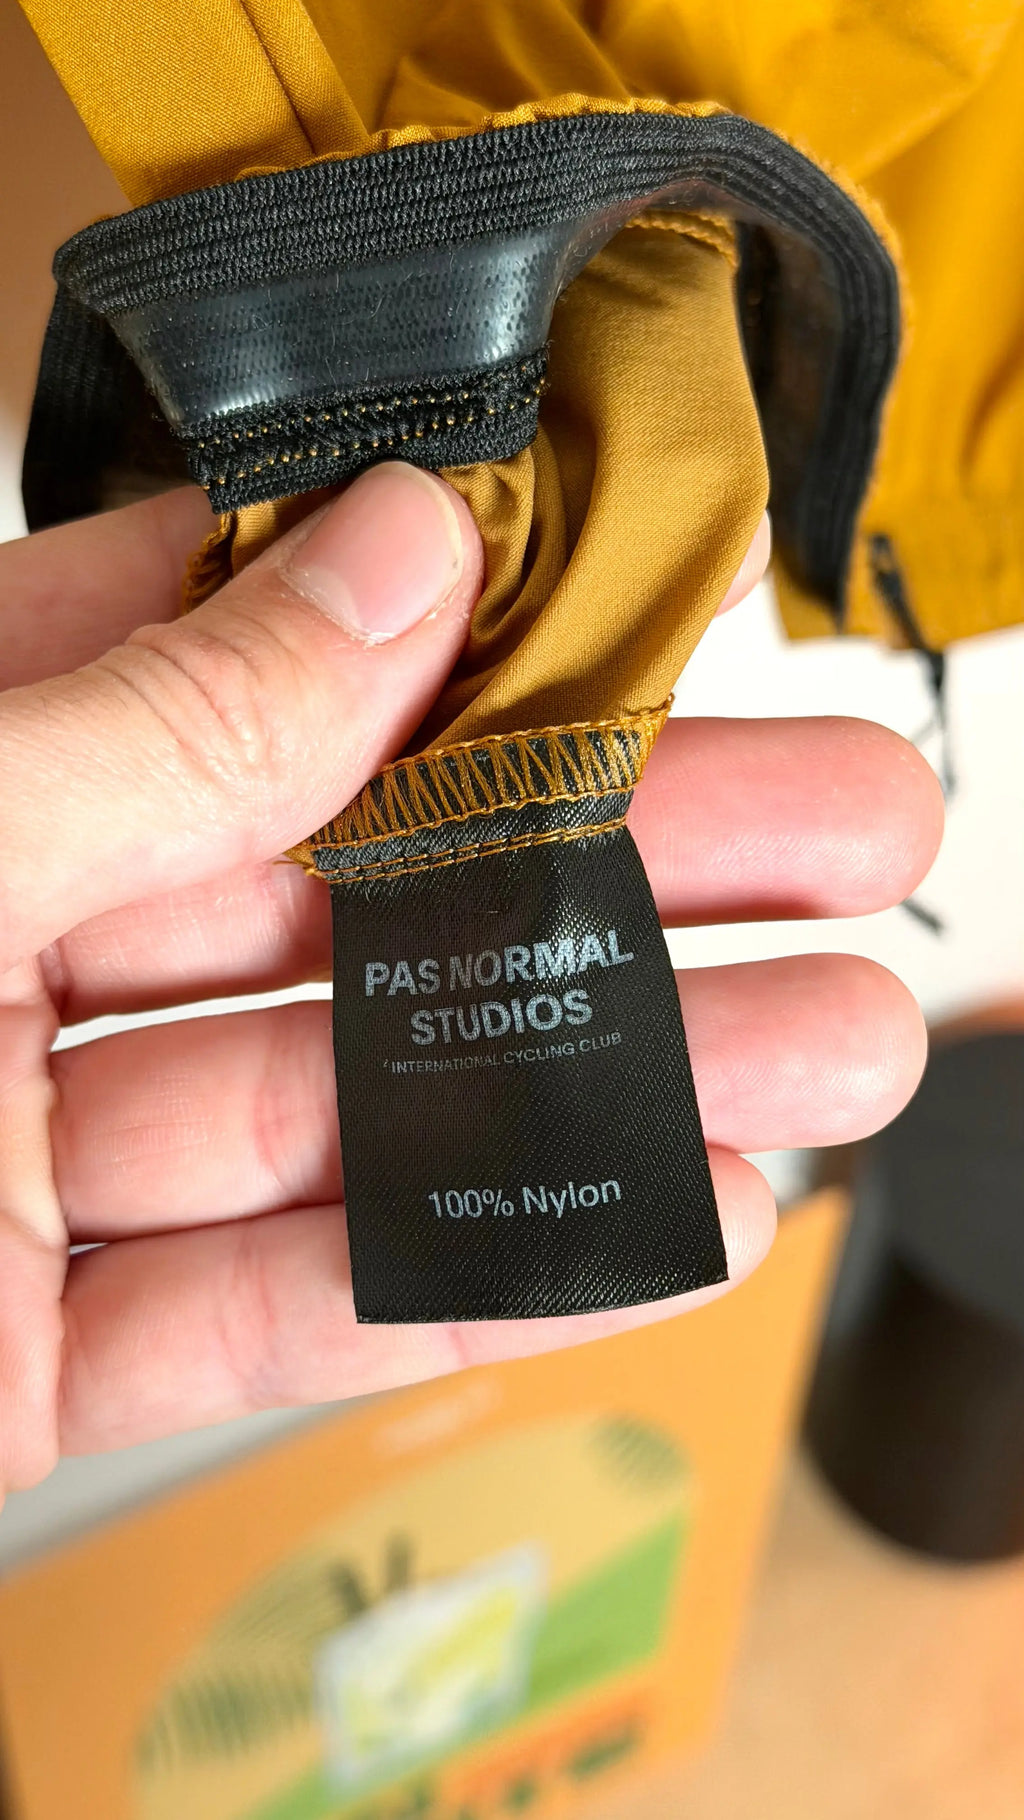 PAS NORMAL
STUDIOS
INTERNATIONAL CYCLING CLUB
100% Nylon